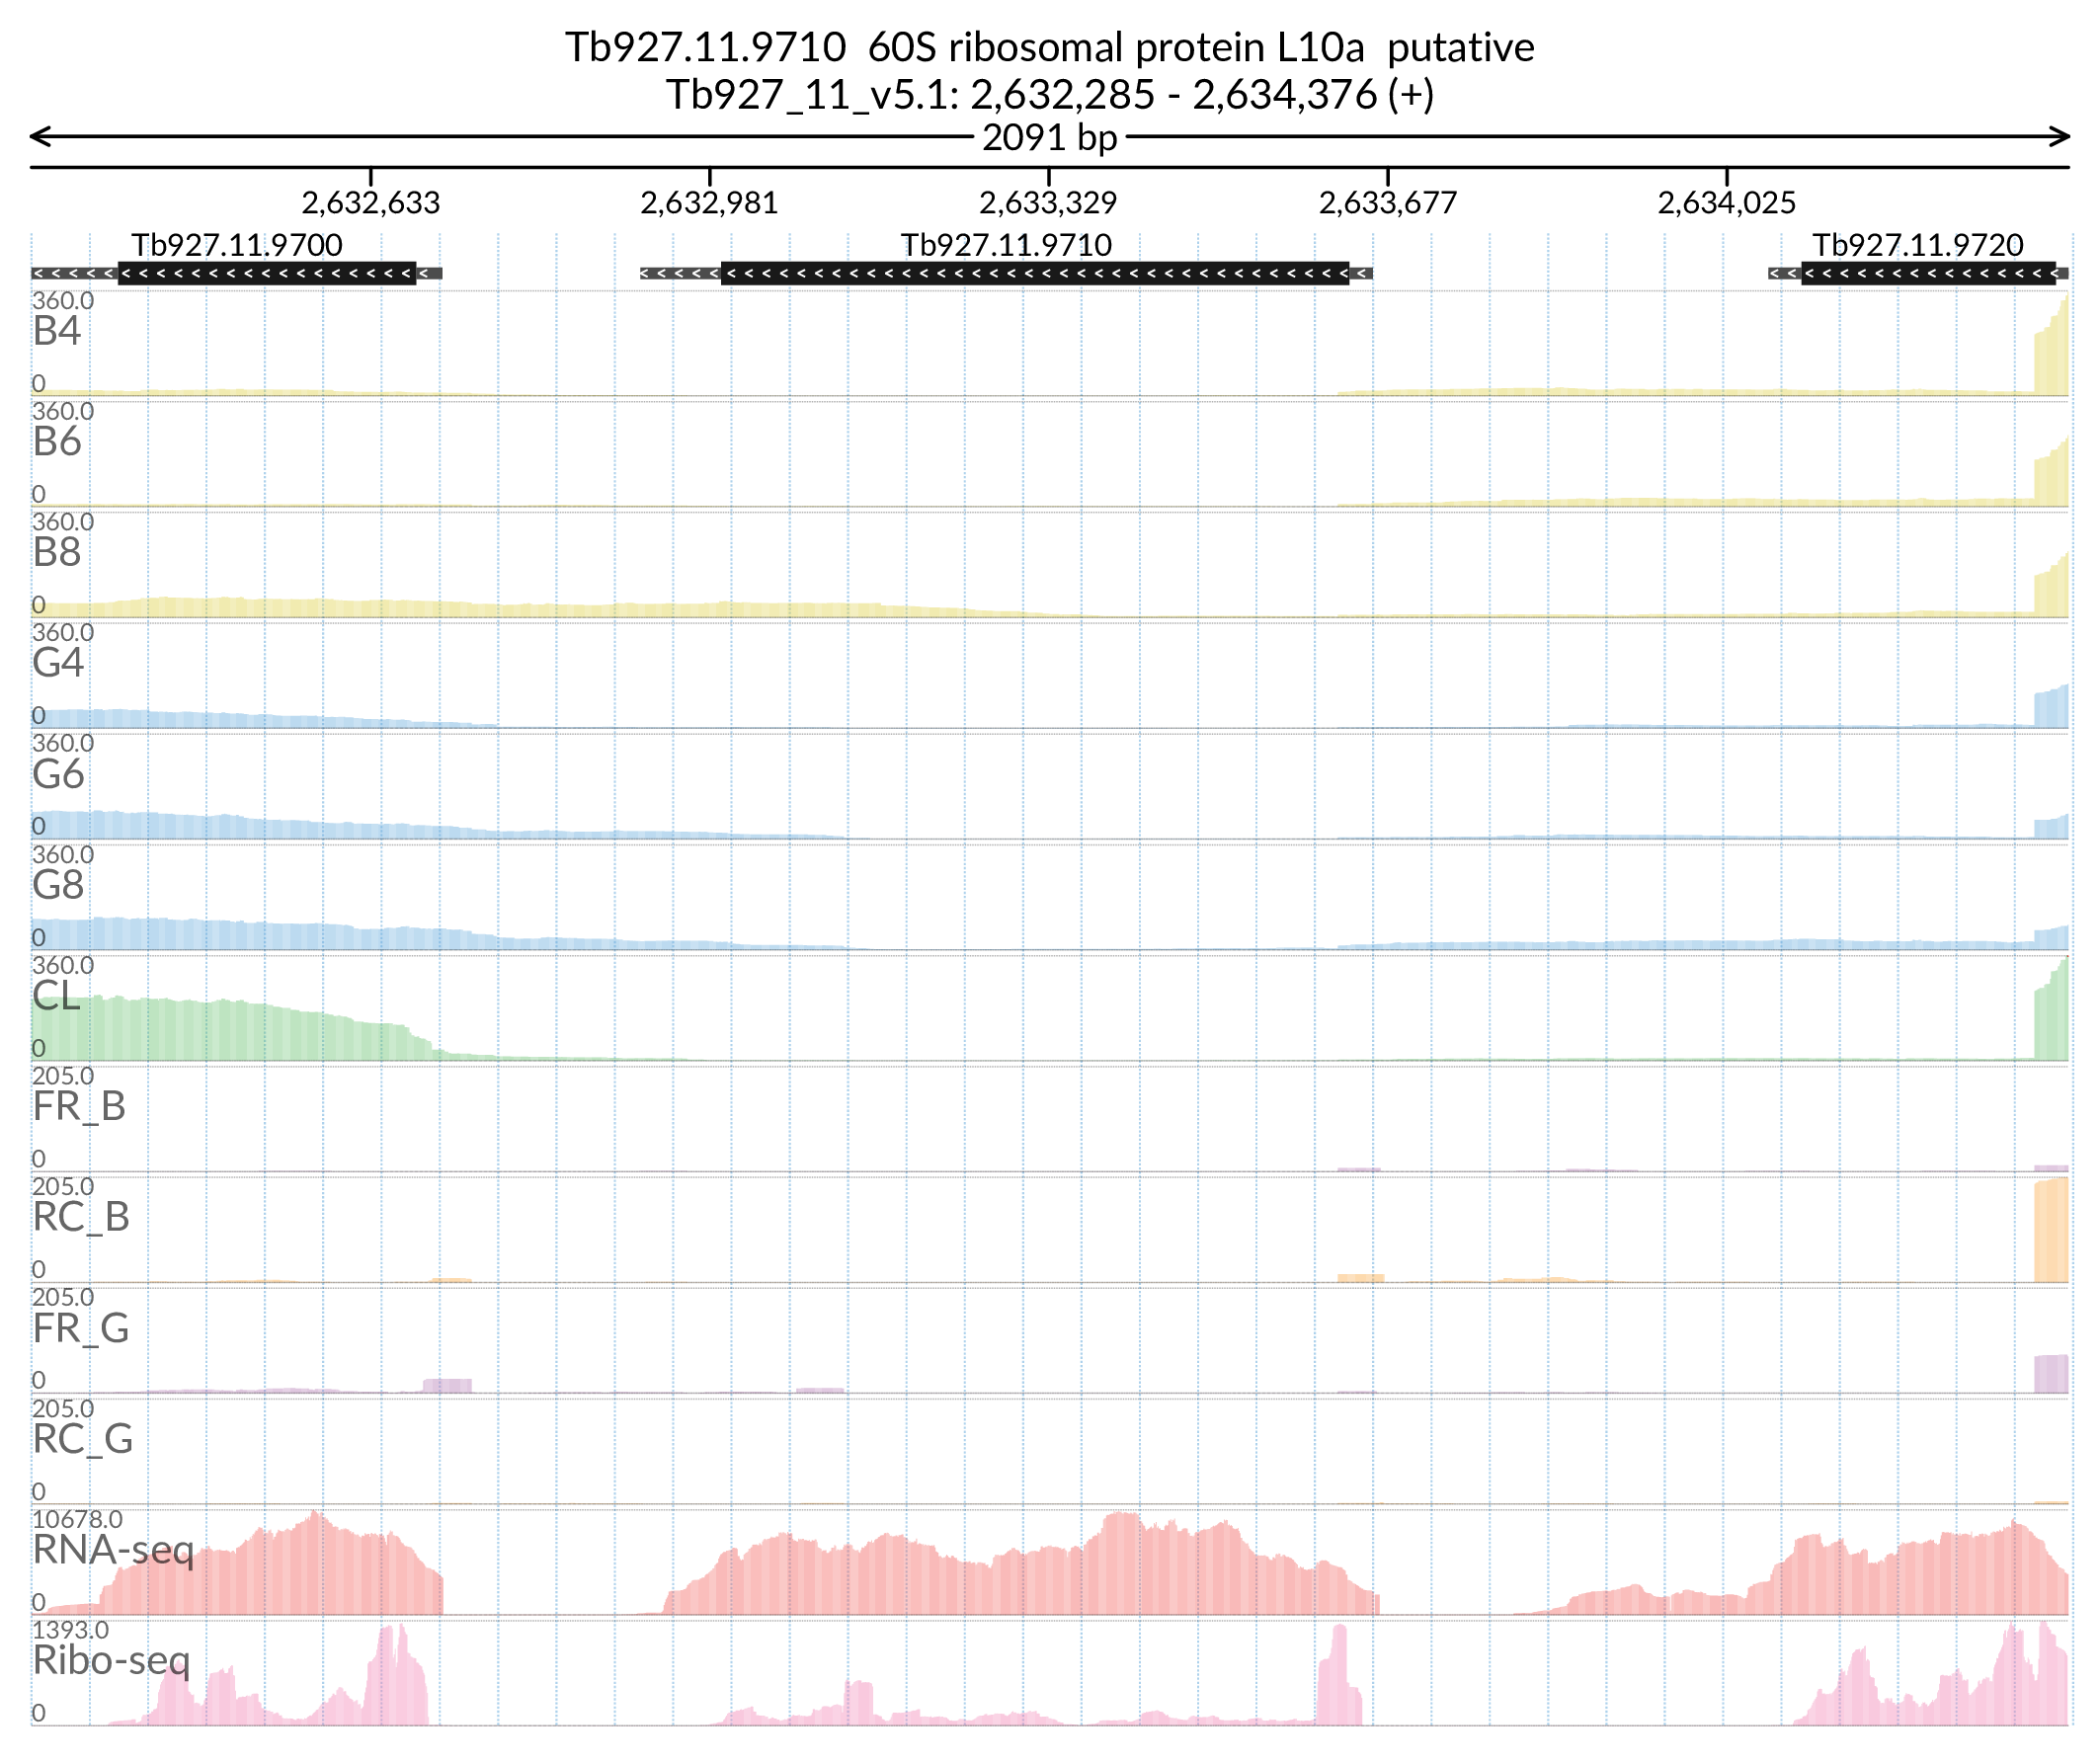 Tb927.11.9710  60S ribosomal protein L10a  putative
Tb927_11_v5.1: 2,632,285 - 2,634,376 (+)
2091 bp
2,632,633 2,632,981 2,633,329 2,633,677 2,634,025
Tb927.11.9700 Tb927.11.9710 Tb927.11.9720
360.0
B4
0
360.0
B6
0
360.0
B8
0
360.0
G4
0
360.0
G6
0
360.0
G8
0
360.0
CL
0
205.0
FR_B
0
205.0
RC_B
0
205.0
FR_G
0
205.0
RC_G
0
10678.0
RNA-seq
0
1393.0
Ribo-seq
0